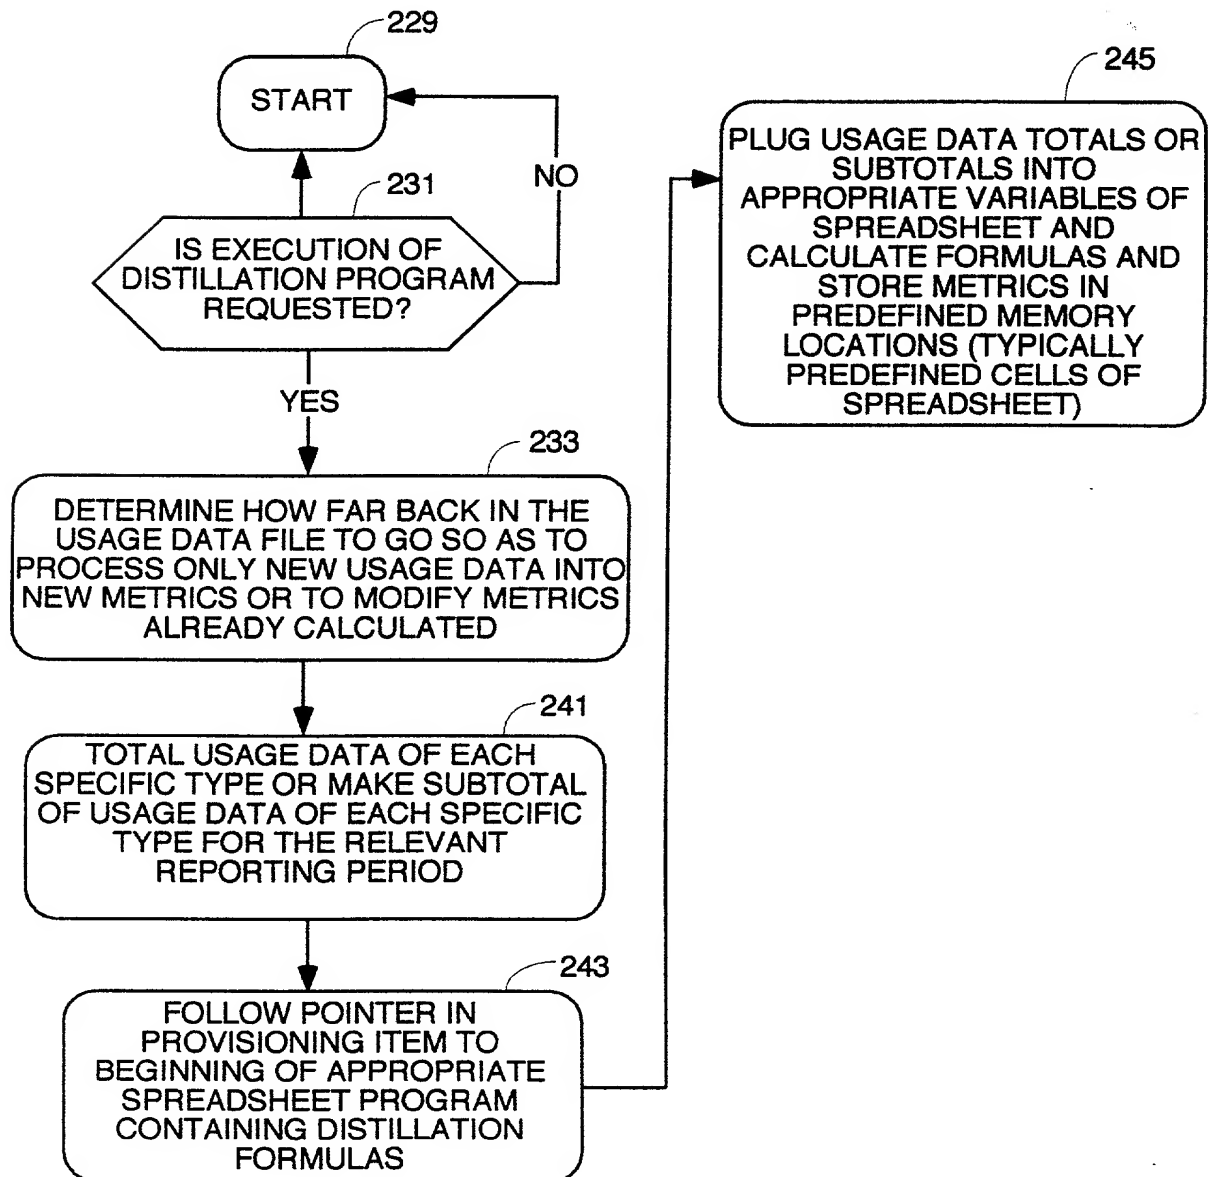 229
START
231
NO
IS EXECUTION OF
DISTILLATION PROGRAM
REQUESTED?
YES
233
DETERMINE HOW FAR BACK IN THE
USAGE DATA FILE TO GO SO AS TO
PROCESS ONLY NEW USAGE DATA INTO
NEW METRICS OR TO MODIFY METRICS
ALREADY CALCULATED
241
TOTAL USAGE DATA OF EACH
SPECIFIC TYPE OR MAKE SUBTOTAL
OF USAGE DATA OF EACH SPECIFIC
TYPE FOR THE RELEVANT
REPORTING PERIOD
243
FOLLOW POINTER IN
PROVISIONING ITEM TO
BEGINNING OF APPROPRIATE
SPREADSHEET PROGRAM
CONTAINING DISTILLATION
FORMULAS
245
PLUG USAGE DATA TOTALS OR
SUBTOTALS INTO
APPROPRIATE VARIABLES OF
SPREADSHEET AND
CALCULATE FORMULAS AND
STORE METRICS IN
PREDEFINED MEMORY
LOCATIONS (TYPICALLY
PREDEFINED CELLS OF
SPREADSHEET)